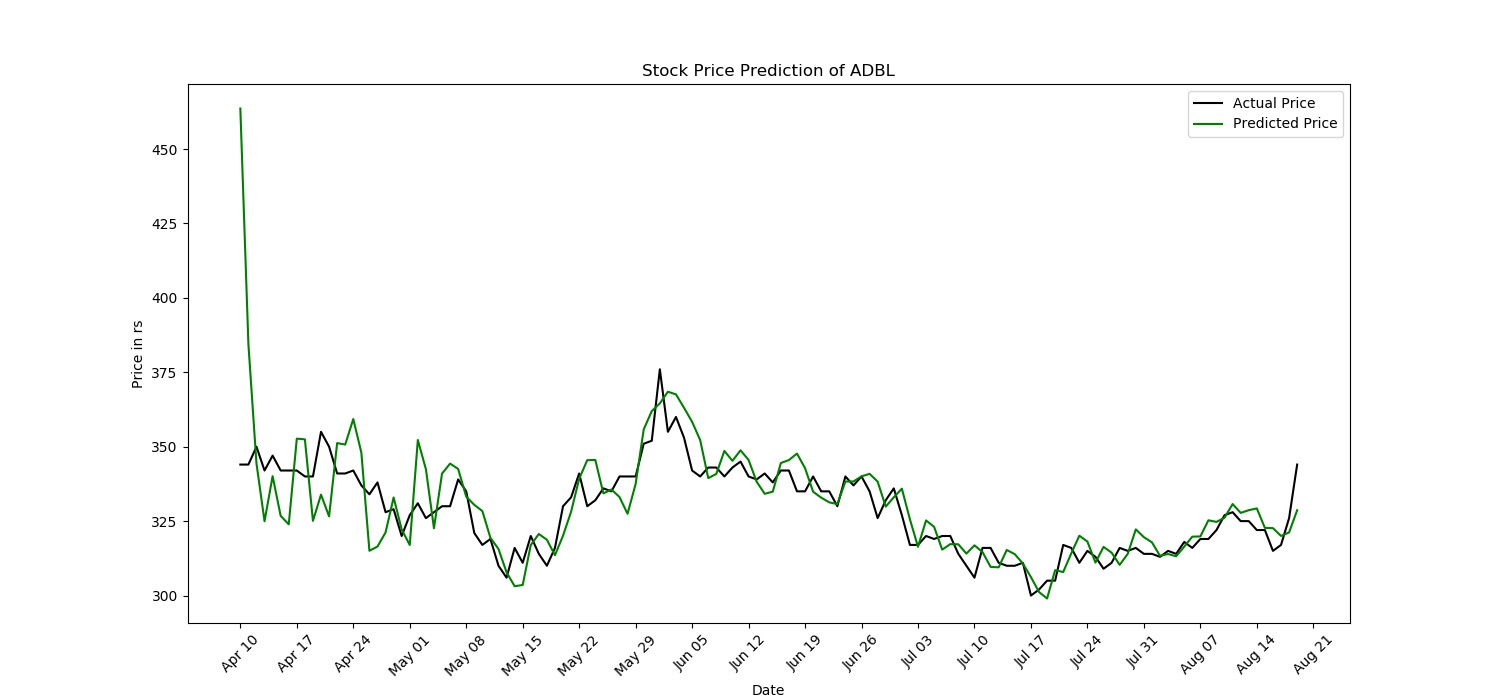 Stock Price Prediction of ADBL
Actual Price
Predicted Price
450
425
400
375
350
325
300
Price in rs
Apr 10
Apr 17
Apr 24
May 01
May 08
May 15
May 22
May 29
Jun 05
Jun 12
Jun 19
Jun 26
Jul 03
Jul 10
Jul 17
Jul 24
Jul 31
Aug 07
Aug 14
Aug 21
Date